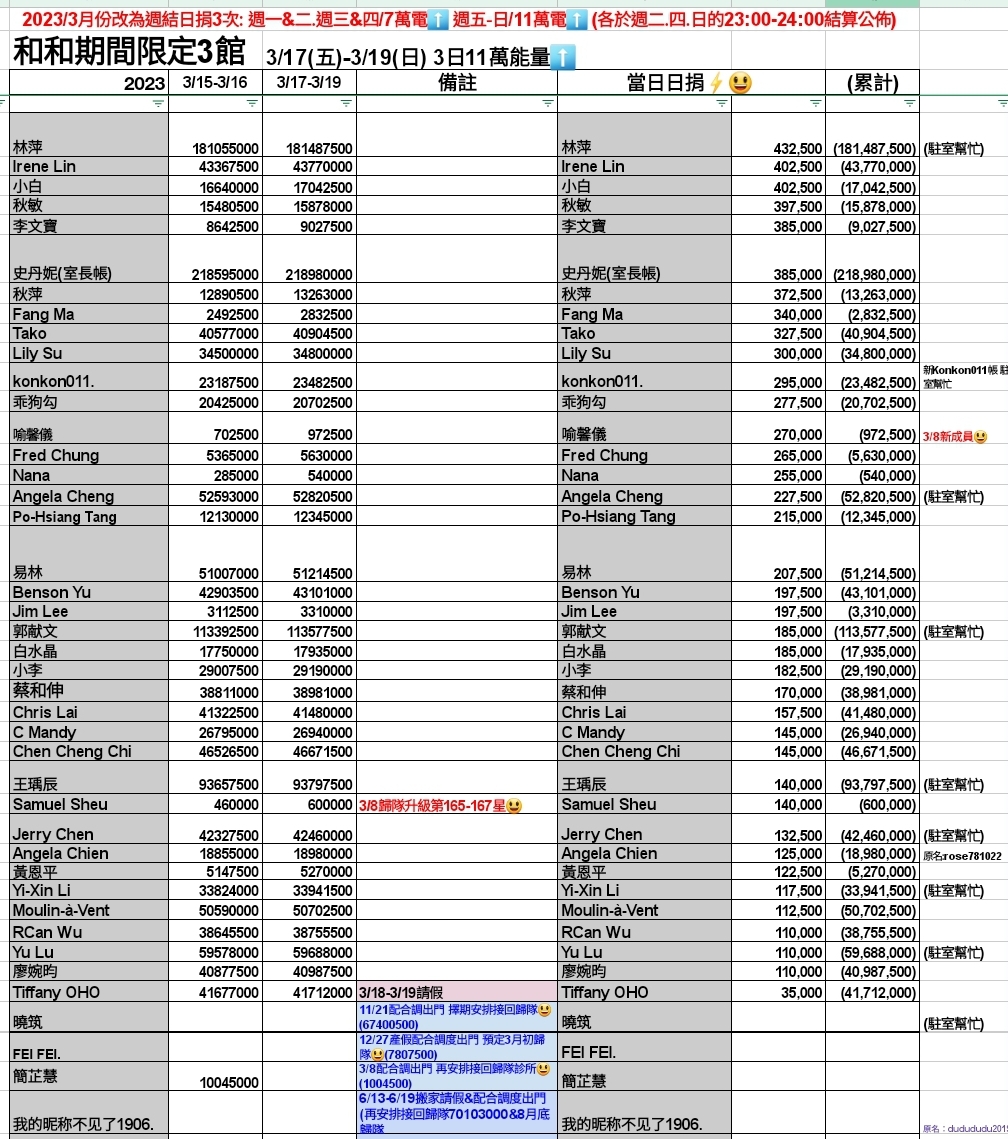 2023/3月份改為週結日捐3次: 週一&二.週三&四/7萬電⬆️ 週五-日/11萬電⬆️ (各於週二.四.日的23:00-24:00結算公佈)
和和期間限定3館 3/17(五)-3/19(日) 3日11萬能量⬆️
2023 3/15-3/16 3/17-3/19 備註 當日日捐⚡😃 (累計)
林萍 181055000 181487500 林萍 432,500 (181,487,500) (駐室幫忙)
Irene Lin 43367500 43770000 Irene Lin 402,500 (43,770,000)
小白 16640000 17042500 小白 402,500 (17,042,500)
秋敏 15480500 15878000 秋敏 397,500 (15,878,000)
李文寶 8642500 9027500 李文寶 385,000 (9,027,500)
史丹妮(室長帳) 218595000 218980000 史丹妮(室長帳) 385,000 (218,980,000)
秋萍 12890500 13263000 秋萍 372,500 (13,263,000)
Fang Ma 2492500 2832500 Fang Ma 340,000 (2,832,500)
Tako 40577000 40904500 Tako 327,500 (40,904,500)
Lily Su 34500000 34800000 Lily Su 300,000 (34,800,000)
konkon011. 23187500 23482500 konkon011. 295,000 (23,482,500) 新Konkon011帳 駐
室幫忙
乖狗勾 20425000 20702500 乖狗勾 277,500 (20,702,500)
喻馨儀 702500 972500 喻馨儀 270,000 (972,500) 3/8新成員😃
Fred Chung 5365000 5630000 Fred Chung 265,000 (5,630,000)
Nana 285000 540000 Nana 255,000 (540,000)
Angela Cheng 52593000 52820500 Angela Cheng 227,500 (52,820,500) (駐室幫忙)
Po-Hsiang Tang 12130000 12345000 Po-Hsiang Tang 215,000 (12,345,000)
易林 51007000 51214500 易林 207,500 (51,214,500)
Benson Yu 42903500 43101000 Benson Yu 197,500 (43,101,000)
Jim Lee 3112500 3310000 Jim Lee 197,500 (3,310,000)
郭献文 113392500 113577500 郭献文 185,000 (113,577,500) (駐室幫忙)
白水晶 17750000 17935000 白水晶 185,000 (17,935,000)
小李 29007500 29190000 小李 182,500 (29,190,000)
蔡和伸 38811000 38981000 蔡和伸 170,000 (38,981,000)
Chris Lai 41322500 41480000 Chris Lai 157,500 (41,480,000)
C Mandy 26795000 26940000 C Mandy 145,000 (26,940,000)
Chen Cheng Chi 46526500 46671500 Chen Cheng Chi 145,000 (46,671,500)
王瑀辰 93657500 93797500 王瑀辰 140,000 (93,797,500) (駐室幫忙)
Samuel Sheu 460000 600000 3/8歸隊升級第165-167星😃 Samuel Sheu 140,000 (600,000)
Jerry Chen 42327500 42460000 Jerry Chen 132,500 (42,460,000) (駐室幫忙)
Angela Chien 18855000 18980000 Angela Chien 125,000 (18,980,000) 原名:rose781022
黃恩平 5147500 5270000 黃恩平 122,500 (5,270,000)
Yi-Xin Li 33824000 33941500 Yi-Xin Li 117,500 (33,941,500) (駐室幫忙)
Moulin-à-Vent 50590000 50702500 Moulin-à-Vent 112,500 (50,702,500)
RCan Wu 38645500 38755500 RCan Wu 110,000 (38,755,500)
Yu Lu 59578000 59688000 Yu Lu 110,000 (59,688,000) (駐室幫忙)
廖婉昀 40877500 40987500 廖婉昀 110,000 (40,987,500)
Tiffany OHO 41677000 41712000 3/18-3/19請假 Tiffany OHO 35,000 (41,712,000)
曉筑 11/21配合調出門 擇期安排接回歸隊😃
(67400500) 曉筑 (駐室幫忙)
FEI FEI. 12/27產假配合調度出門 預定3月初歸
隊😃(7807500) FEI FEI.
簡芷慧 10045000 3/8配合調出門 再安排接回歸隊診所😃
(1004500) 簡芷慧
我的昵称不见了1906. 6/13-6/19搬家請假&配合調度出門
(再安排接回歸隊70103000&8月底
歸隊 我的昵称不见了1906. 原名：dudududu201